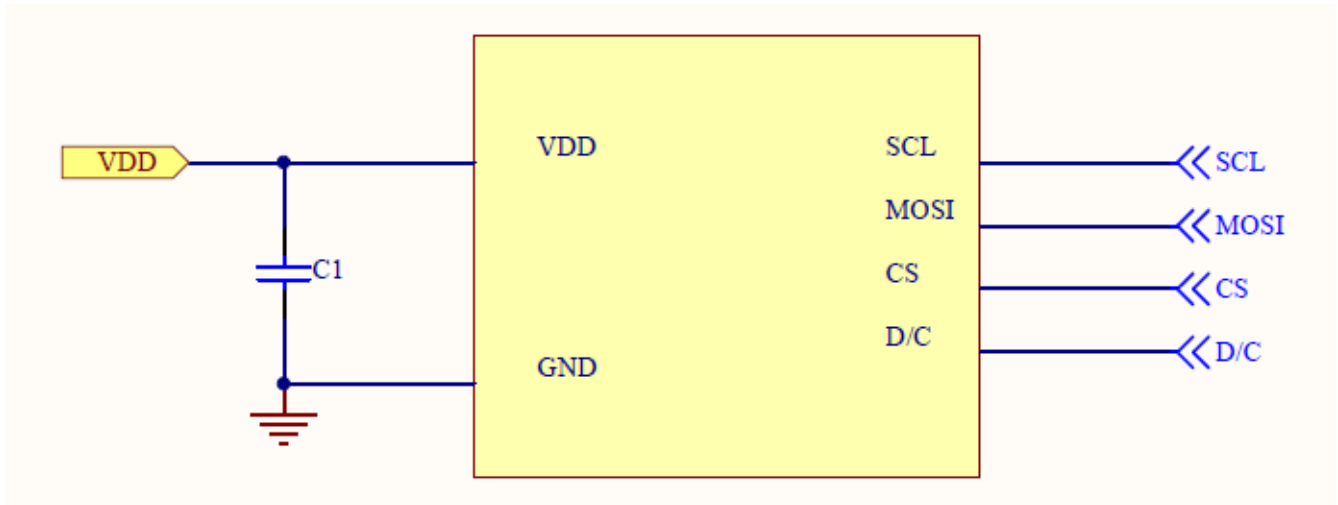 VDD
C1
VDD
GND
SCL
MOSI
CS
D/C
SCL
MOSI
CS
D/C